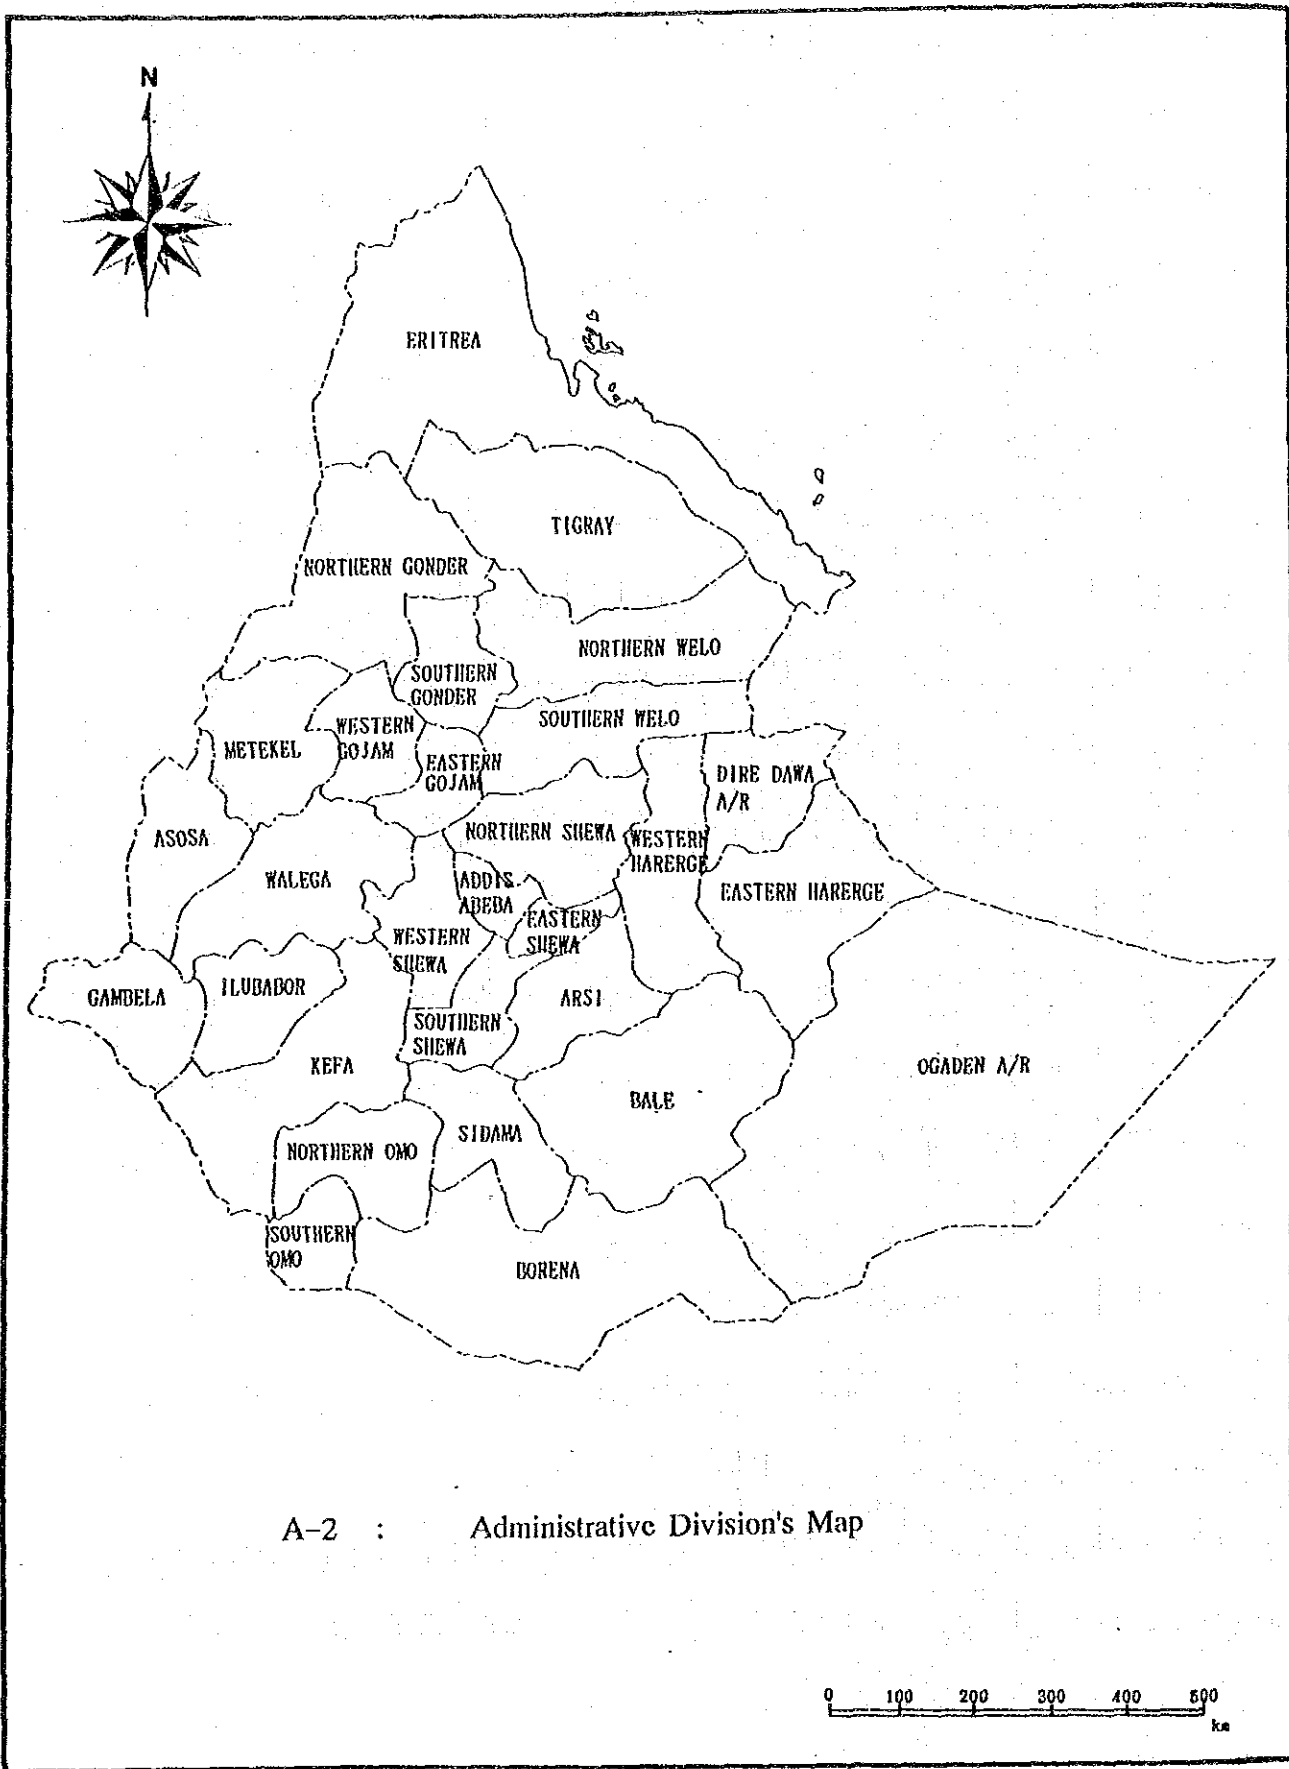 N
ERITREA
TIGRAY
NORTHERN GONDER
NORTHERN WELO
SOUTHERN
GONDER
SOUTHERN WELO
WESTERN
GOJAM
METEKEL
EASTERN
GOJAM
DIRE DAWA
A/R
ASOSA
NORTHERN SHEWA
WESTERN
HARERGE
WALEGA
ADDIS
ABEBA
EASTERN HARERGE
EASTERN
SHEWA
WESTERN
SHEWA
GAMBELA
ILUBABOR
ARSI
SOUTHERN
SHEWA
KEFA
OGADEN A/R
BALE
SIDAMA
NORTHERN OMO
SOUTHERN
OMO
BORENA
A-2 : Administrative Division's Map
0 100 200 300 400 500
km